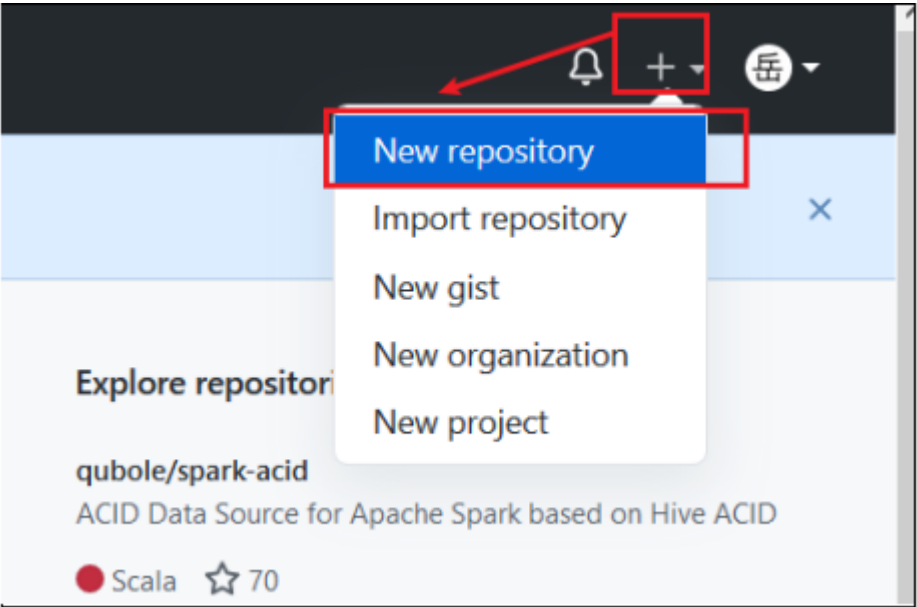 岳
New repository
Import repository
New gist
New organization
New project
Explore repositori
qubole/spark-acid
ACID Data Source for Apache Spark based on Hive ACID
Scala 70